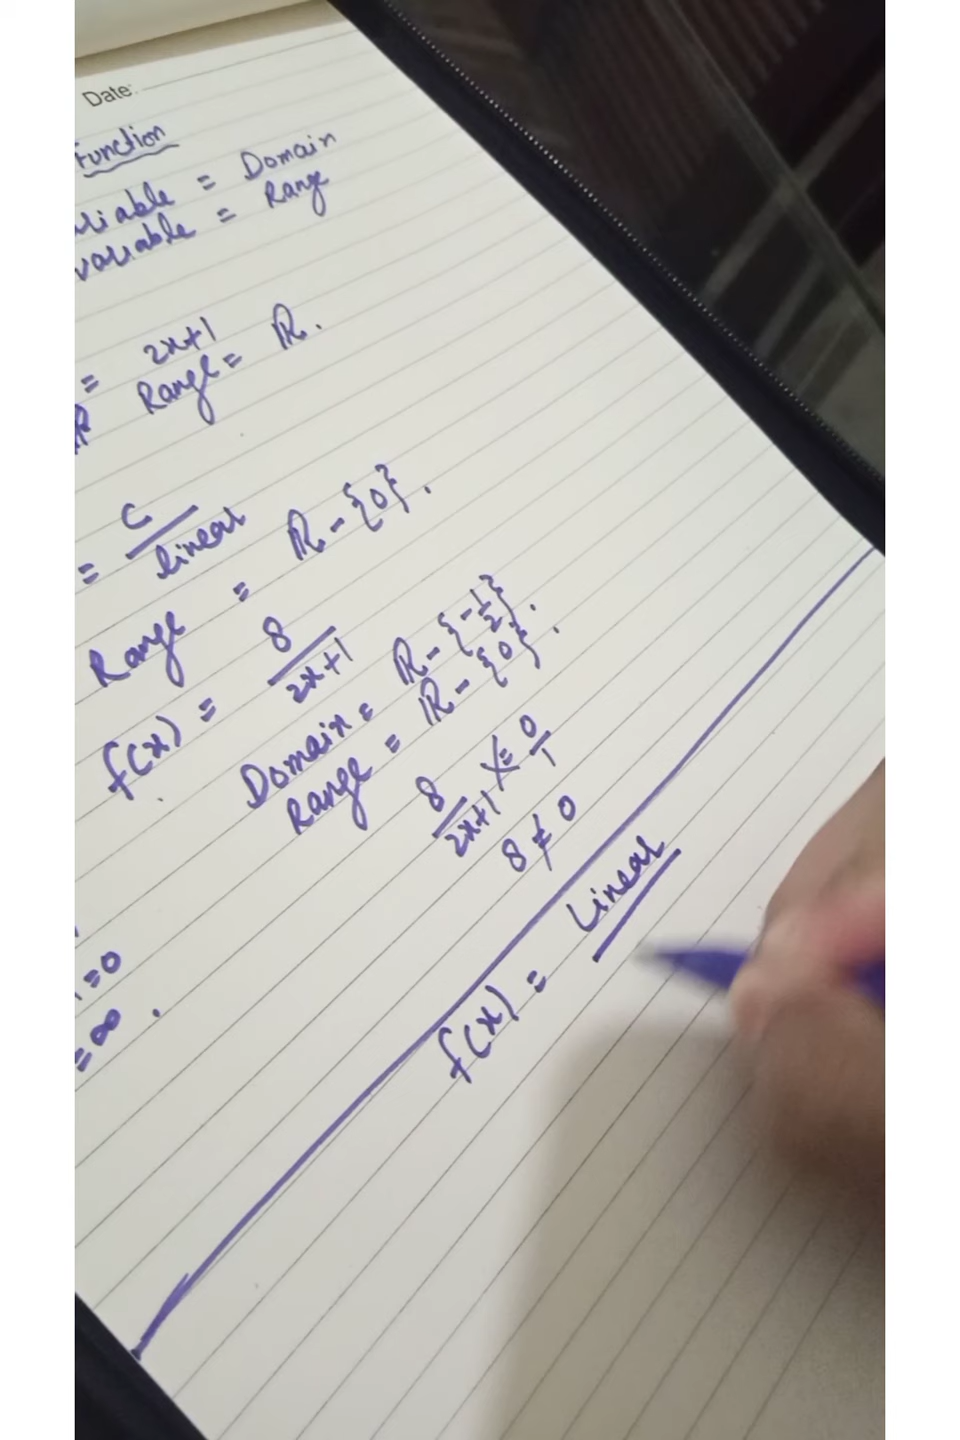 Date:
Function
= Domain
variable = Range
= 2x+1
Range = ℝ.
= C/linear
Range = ℝ - {0}.
f(x) = 8/2x+1
Domain = ℝ - {-1/2}.
Range = ℝ - {0}.
8/2x+1 ≠ 0/1
8 ≠ 0
=0
=∞.
f(x) = Linear